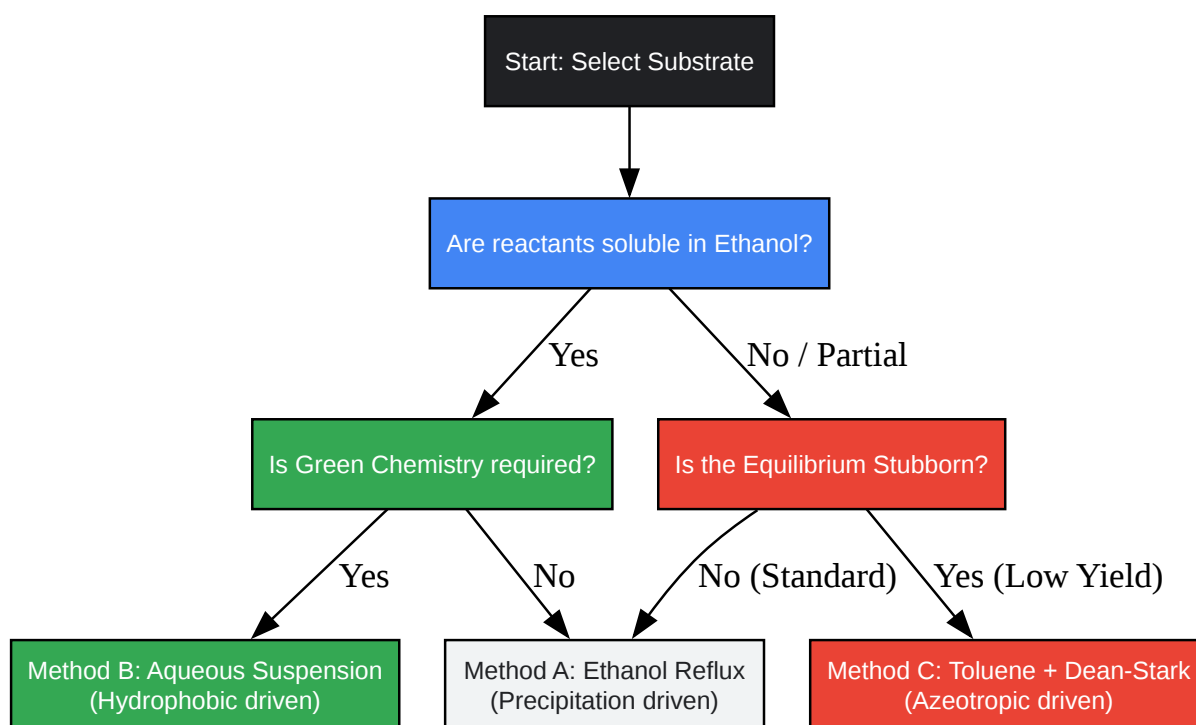 Start: Select Substrate
Are reactants soluble in Ethanol?
Yes
No / Partial
Is Green Chemistry required?
Is the Equilibrium Stubborn?
Yes
No
No (Standard)
Yes (Low Yield)
Method B: Aqueous Suspension
(Hydrophobic driven)
Method A: Ethanol Reflux
(Precipitation driven)
Method C: Toluene + Dean-Stark
(Azeotropic driven)